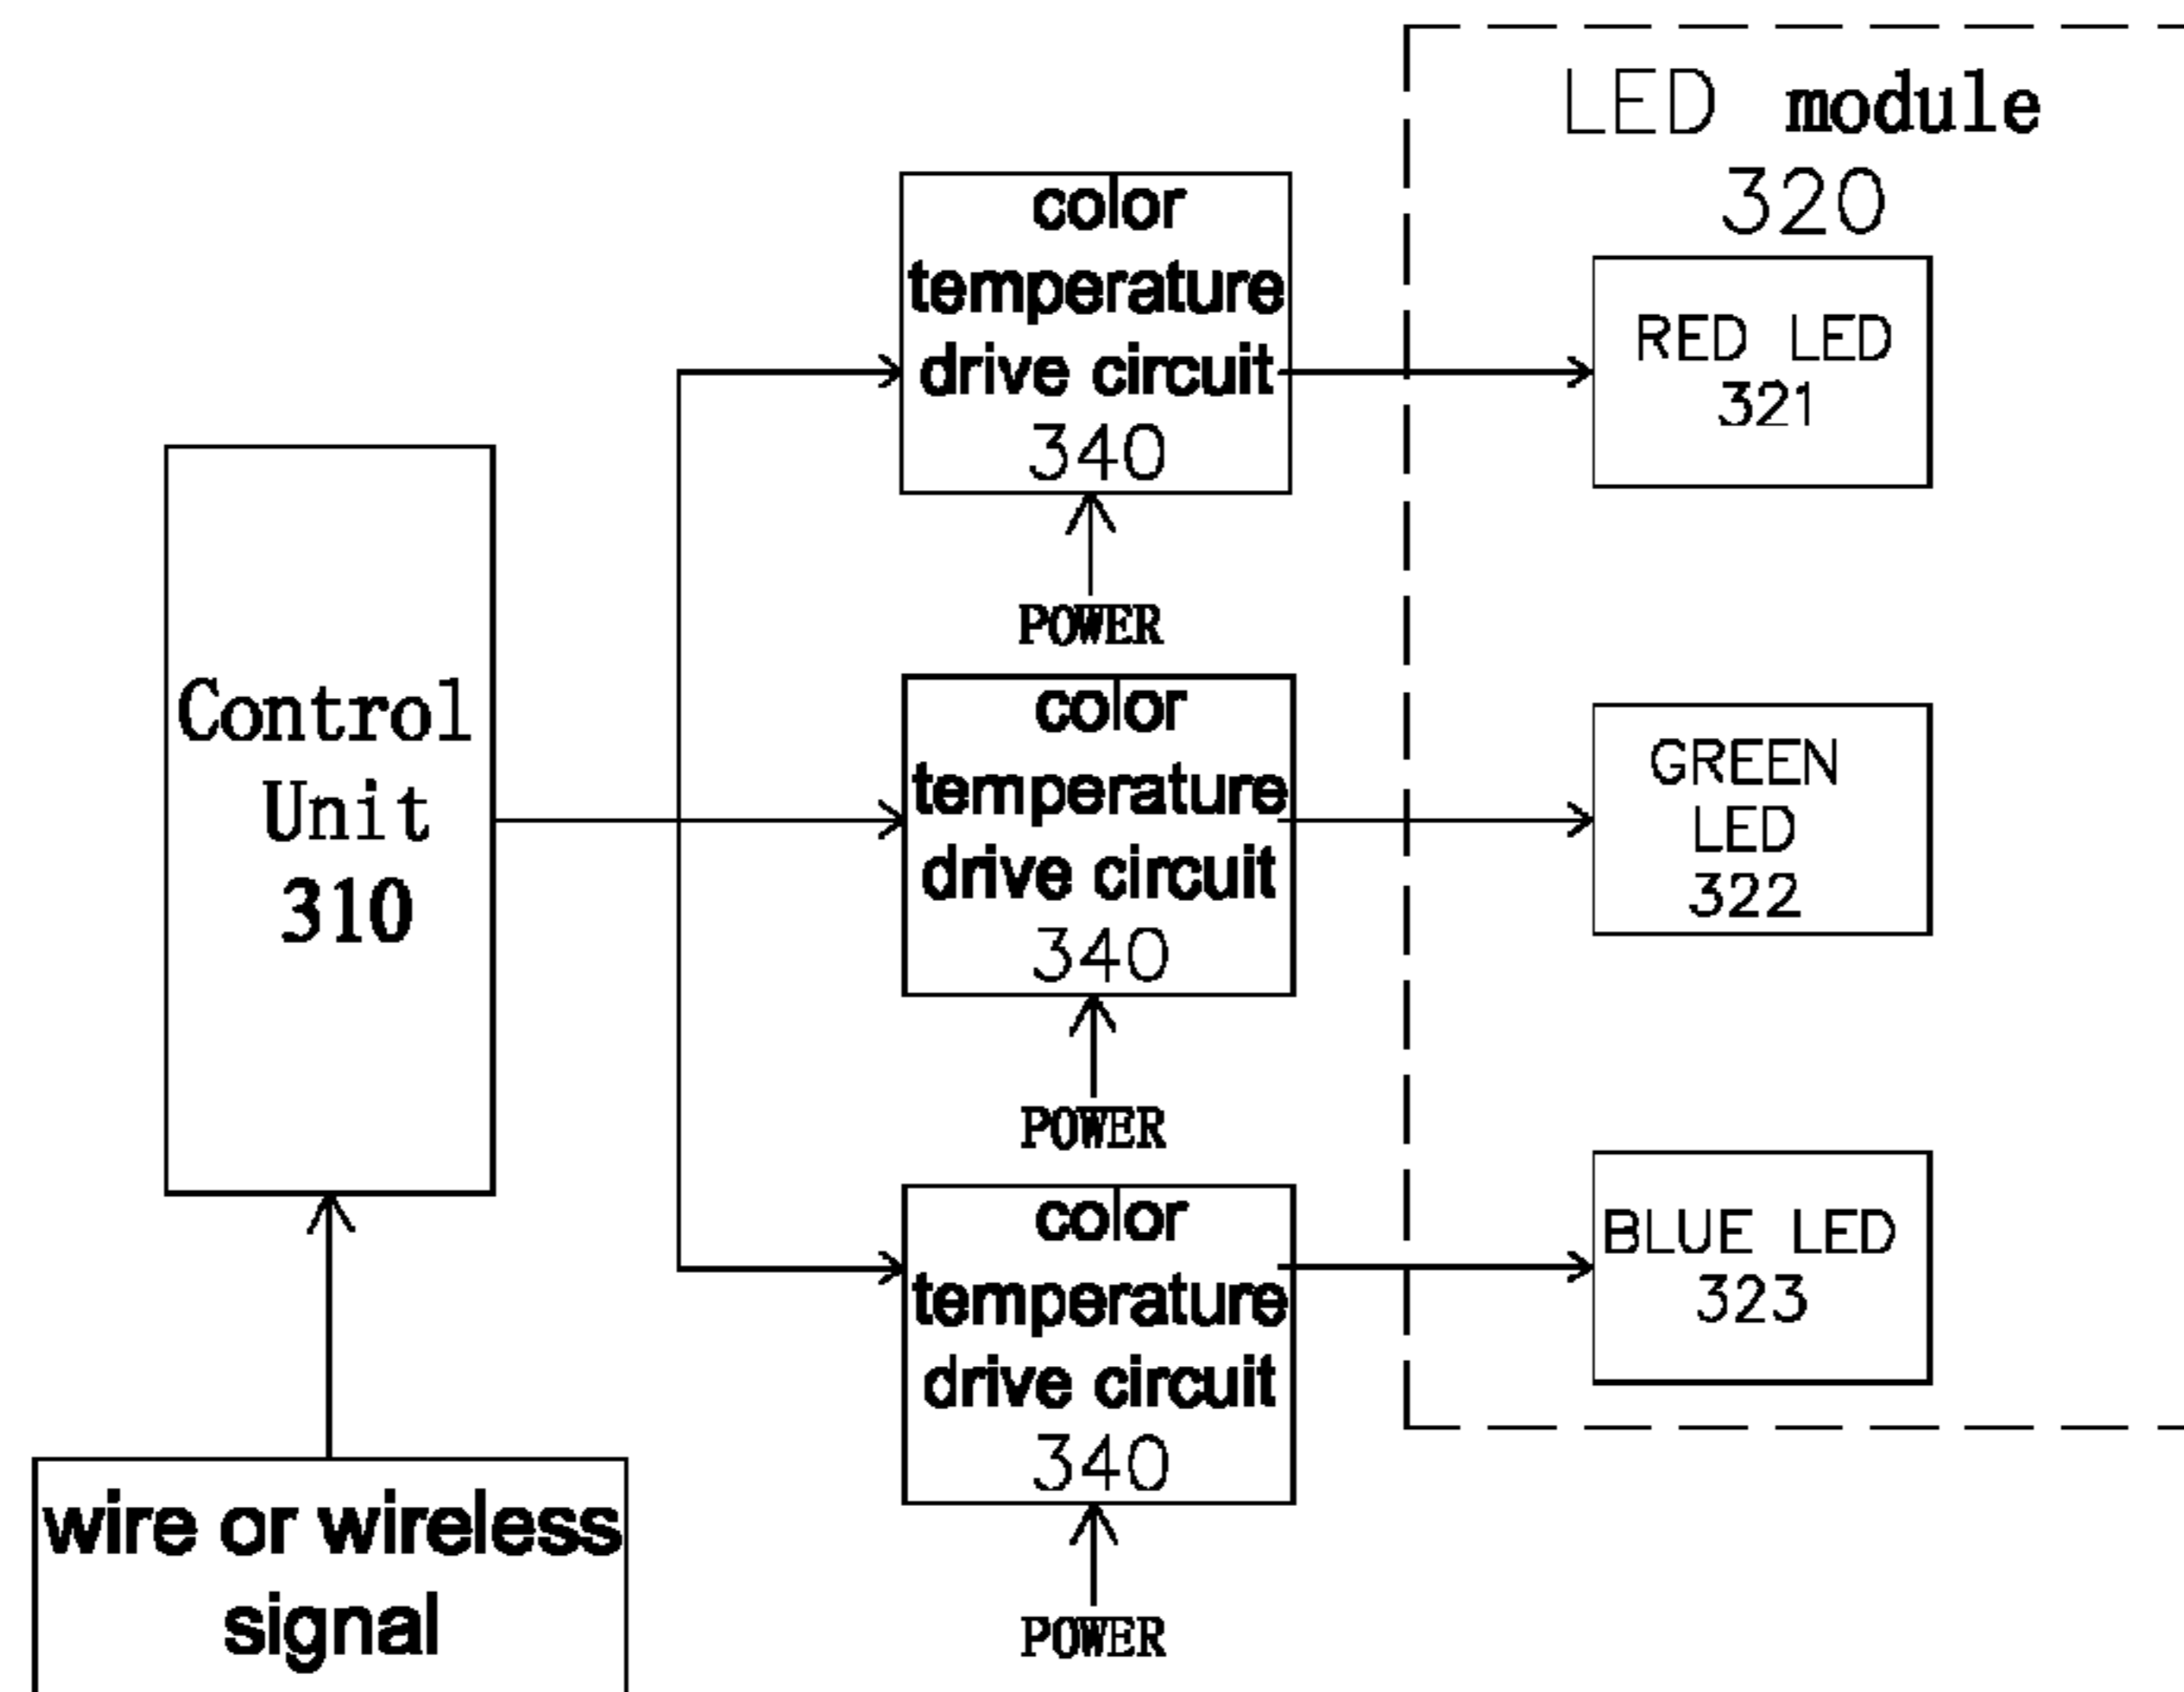 LED module
320
color
temperature
drive circuit
340
RED LED
321
POWER
Control
Unit
310
color
temperature
drive circuit
340
GREEN
LED
322
POWER
color
temperature
drive circuit
340
BLUE LED
323
POWER
wire or wireless
signal